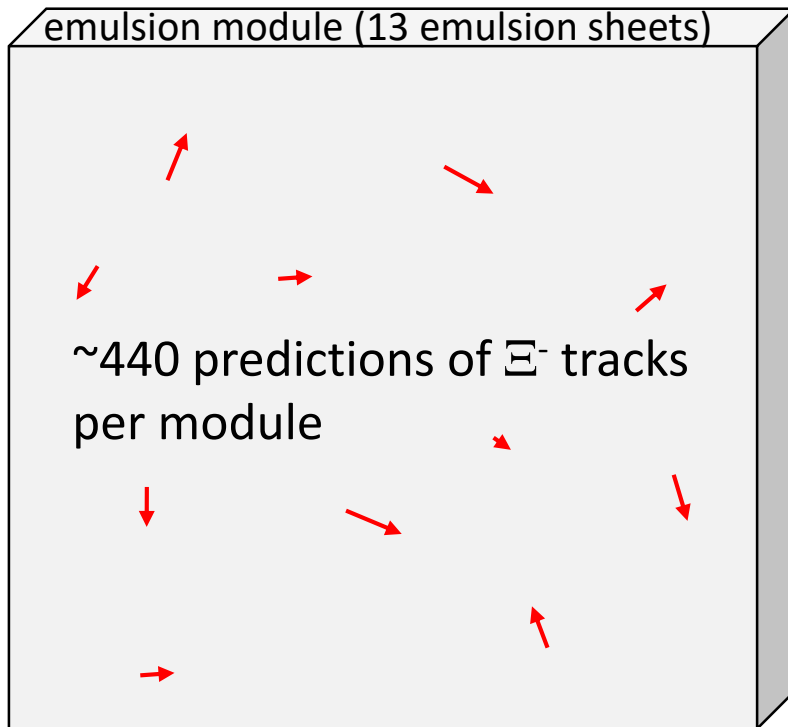 emulsion module (13 emulsion sheets)
~440 predictions of Ξ⁻ tracks
per module